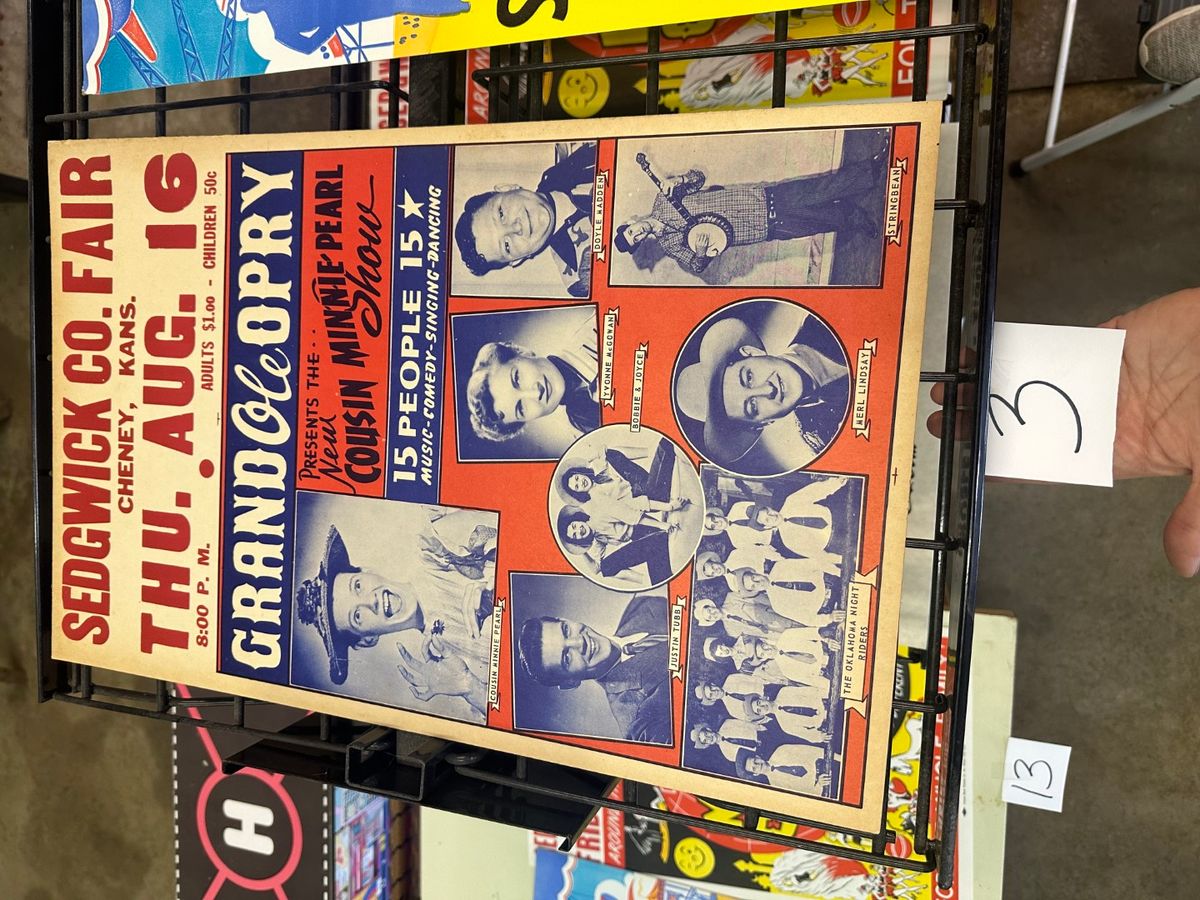 SEDGWICK CO. FAIR
CHENEY, KANS.
THU. AUG. 16
8:00 P. M. ADULTS $1.00 - CHILDREN 50c
GRAND Ole OPRY
PRESENTS THE . .
New
COUSIN MINNIE PEARL
Show
15 PEOPLE 15 ★
MUSIC-COMEDY-SINGING-DANCING
COUSIN MINNIE PEARL
YVONNE McGOWAN
DOYLE MADDEN
JUSTIN TUBB
BOBBIE & JOYCE
STRINGBEAN
MERL LINDSAY
THE OKLAHOMA NIGHT
RIDERS
3
13
H